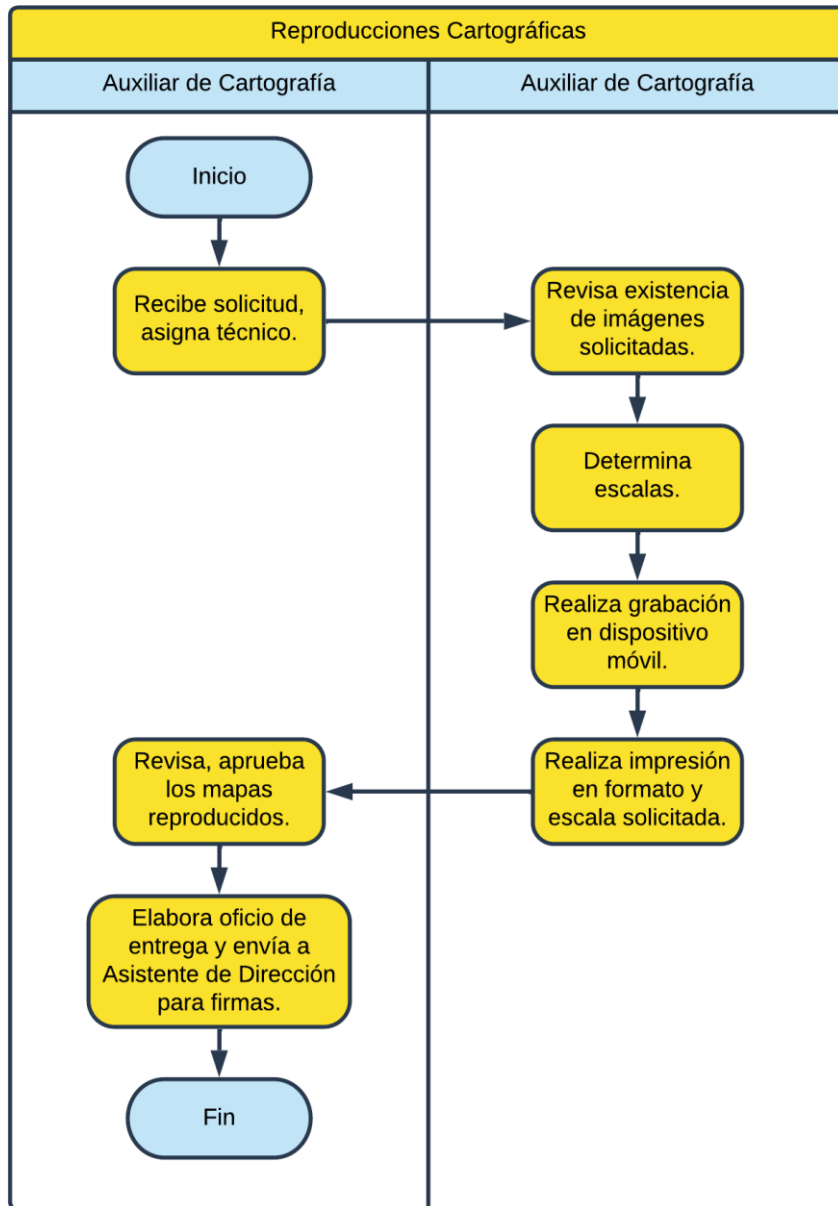 Reproducciones Cartográficas
Auxiliar de Cartografía
Auxiliar de Cartografía
Inicio
Recibe solicitud,
asigna técnico.
Revisa existencia
de imágenes
solicitadas.
Determina
escalas.
Realiza grabación
en dispositivo
móvil.
Realiza impresión
en formato y
escala solicitada.
Revisa, aprueba
los mapas
reproducidos.
Elabora oficio de
entrega y envía a
Asistente de Dirección
para firmas.
Fin